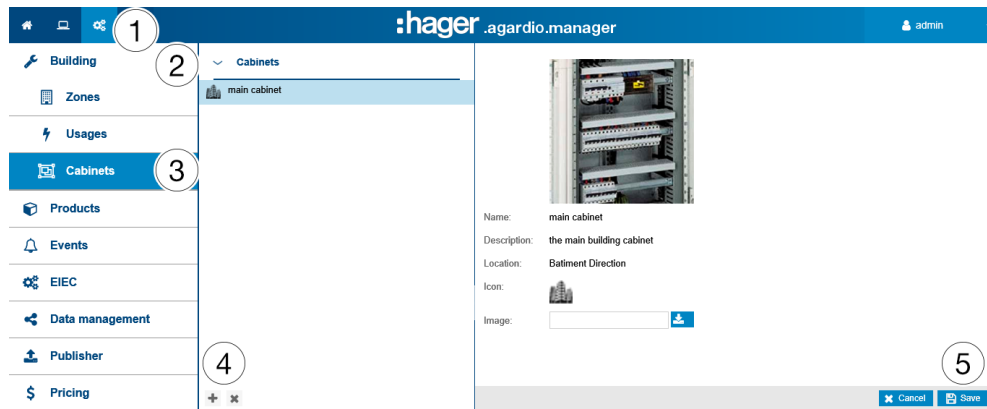 1
:hager .agardio.manager
admin
Building
2
Cabinets
main cabinet
Zones
Usages
Cabinets
3
Products
Events
EIEC
Data management
Publisher
Pricing
4
Name: main cabinet
Description: the main building cabinet
Location: Batiment Direction
Icon:
Image:
5
Cancel
Save